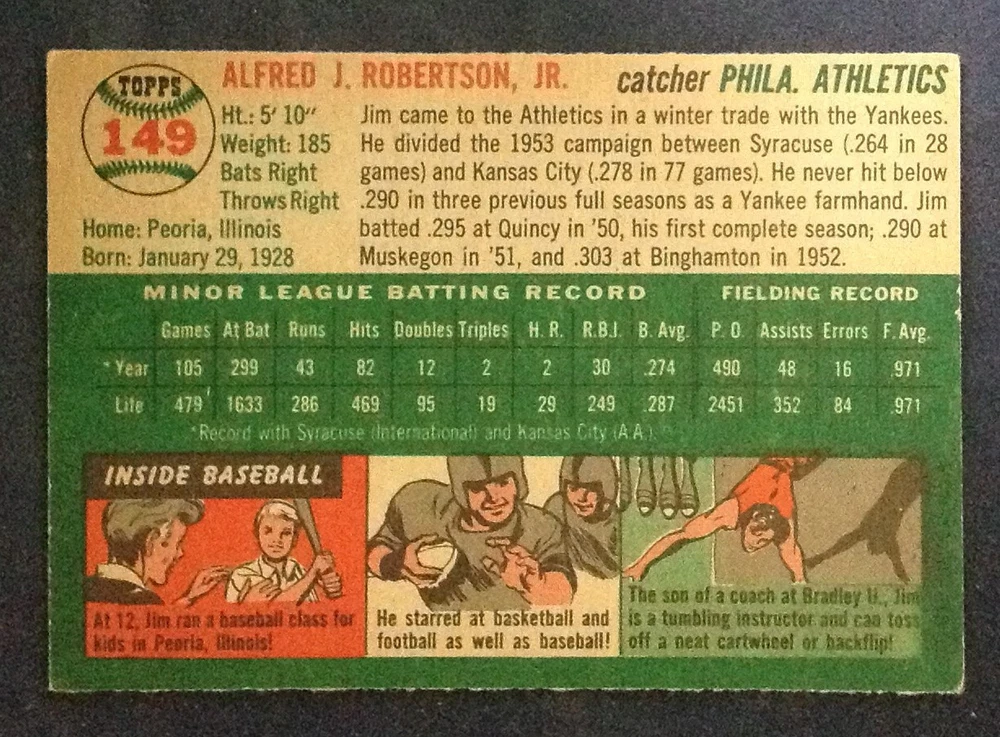 TOPPS
149
ALFRED J. ROBERTSON, JR. catcher PHILA. ATHLETICS
Ht.: 5' 10"
Weight: 185
Bats Right
Throws Right
Home: Peoria, Illinois
Born: January 29, 1928
Jim came to the Athletics in a winter trade with the Yankees.
He divided the 1953 campaign between Syracuse (.264 in 28
games) and Kansas City (.278 in 77 games). He never hit below
.290 in three previous full seasons as a Yankee farmhand. Jim
batted .295 at Quincy in '50, his first complete season; .290 at
Muskegon in '51, and .303 at Binghamton in 1952.
MINOR LEAGUE BATTING RECORD FIELDING RECORD
Games At Bat Runs Hits Doubles Triples H. R. R.B.I. B. Avg. P. O Assists Errors F. Avg.
* Year 105 299 43 82 12 2 2 30 .274 490 48 16 .971
Life 479 1633 286 469 95 19 29 249 .287 2451 352 84 .971
*Record with Syracuse (International) and Kansas City (A.A.).
INSIDE BASEBALL
At 12, Jim ran a baseball class for
kids in Peoria, Illinois!
He starred at basketball and
football as well as baseball!
The son of a coach at Bradley U., Jim
is a tumbling instructor and can toss
off a neat cartwheel or backflip!